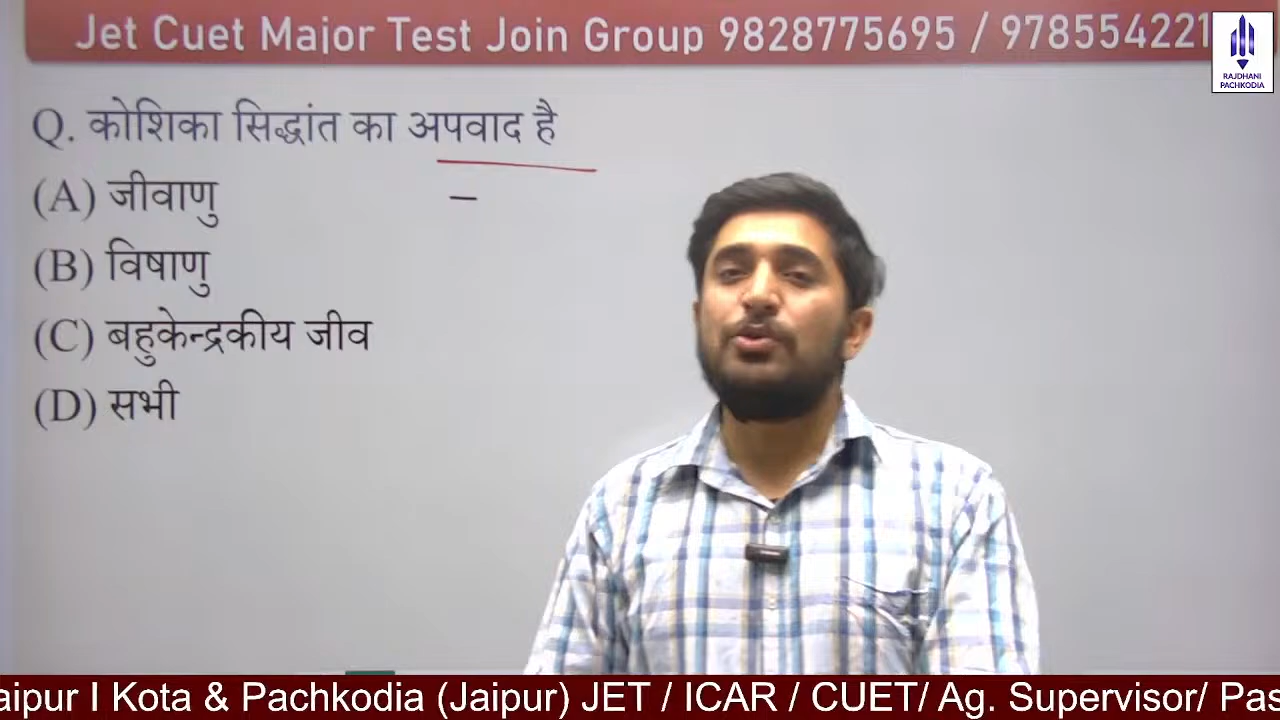 Jet Cuet Major Test Join Group 9828775695 / 978554221
RAJDHANI
PACHKODIA
Q. कोशिका सिद्धांत का अपवाद है
(A) जीवाणु
(B) विषाणु
(C) बहुकेन्द्रकीय जीव
(D) सभी
aipur I Kota & Pachkodia (Jaipur) JET / ICAR / CUET/ Ag. Supervisor/ Pas